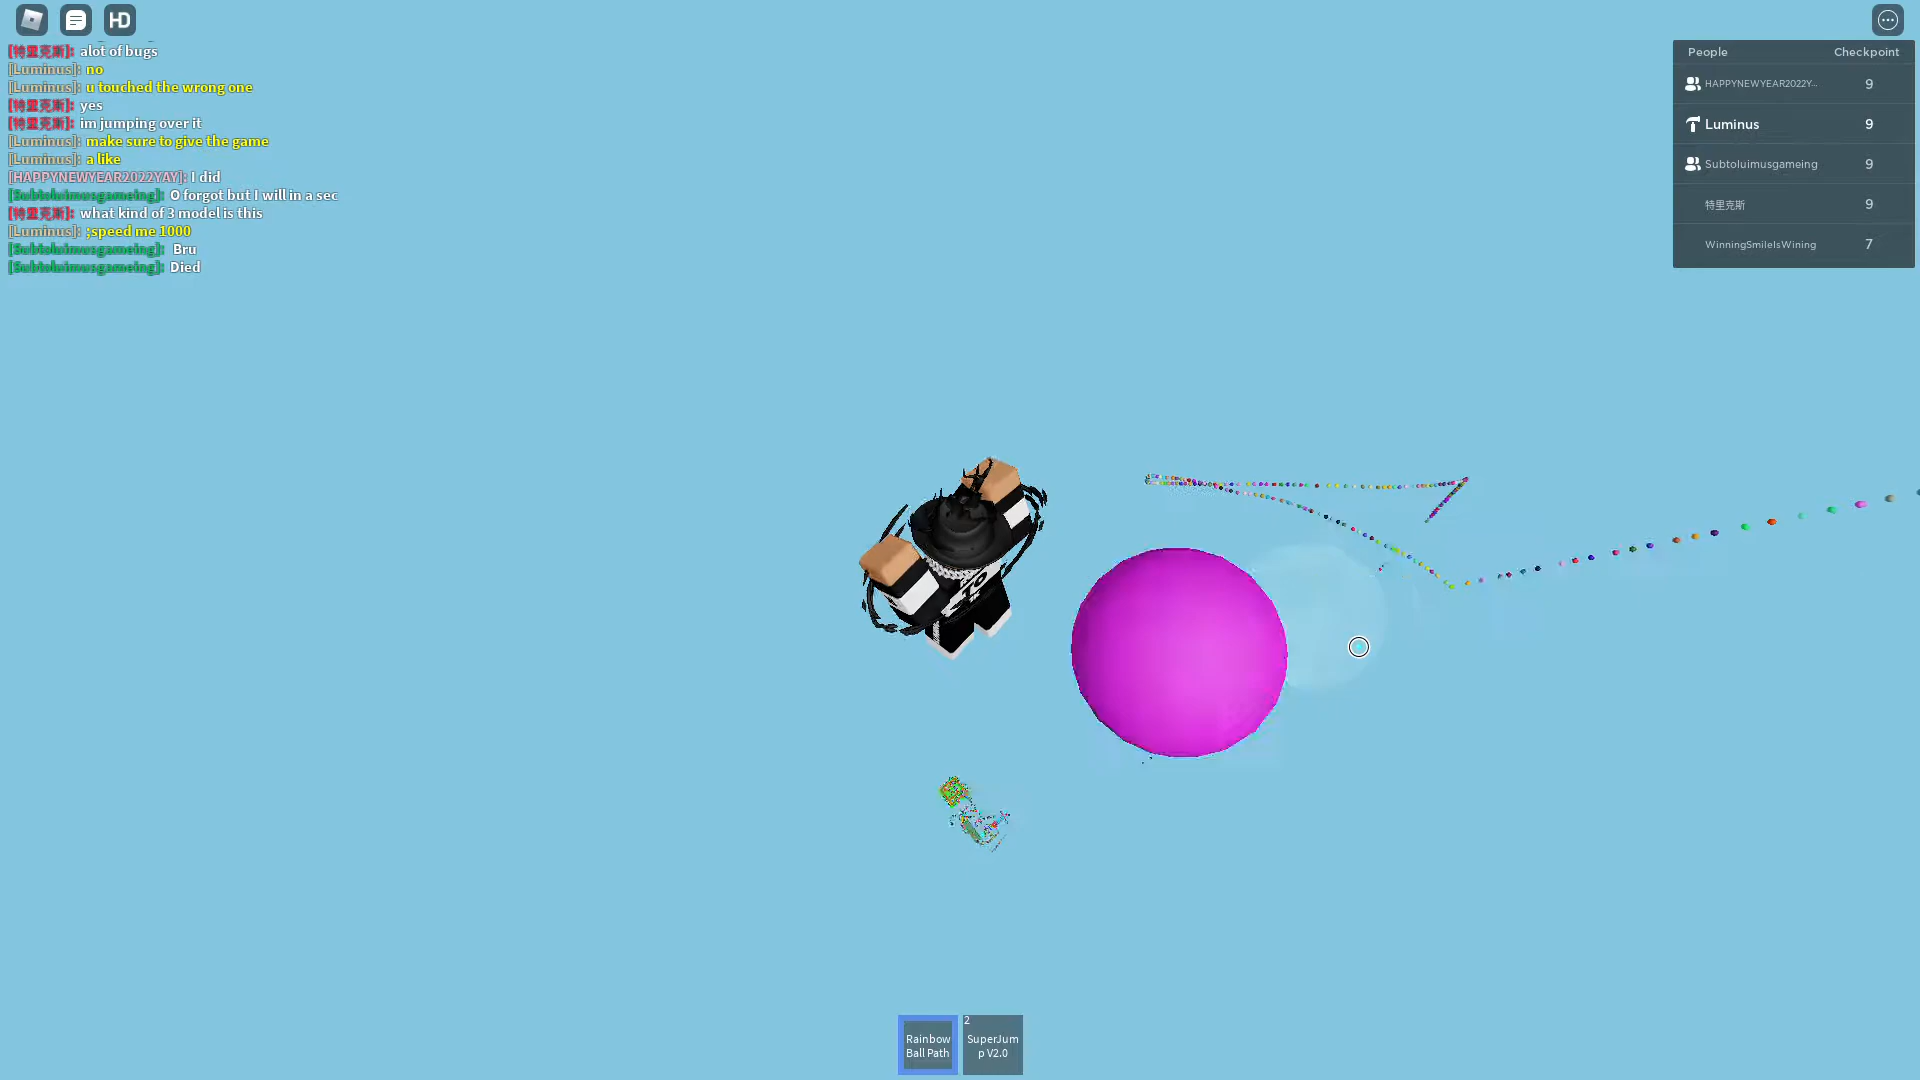 HD
[特里克斯]: alot of bugs
[Luminus]: no
[Luminus]: u touched the wrong one
[特里克斯]: yes
[特里克斯]: im jumping over it
[Luminus]: make sure to give the game
[Luminus]: a like
[HAPPYNEWYEAR2022YAY]: I did
[Subtoluimusgameing]: O forgot but I will in a sec
[特里克斯]: what kind of 3 model is this
[Luminus]: ;speed me 1000
[Subtoluimusgameing]: Bru
[Subtoluimusgameing]: Died
People Checkpoint
HAPPYNEWYEAR2022Y... 9
Luminus 9
Subtoluimusgameing 9
特里克斯 9
WinningSmileIsWining 7
Rainbow
Ball Path
2
SuperJum
p V2.0